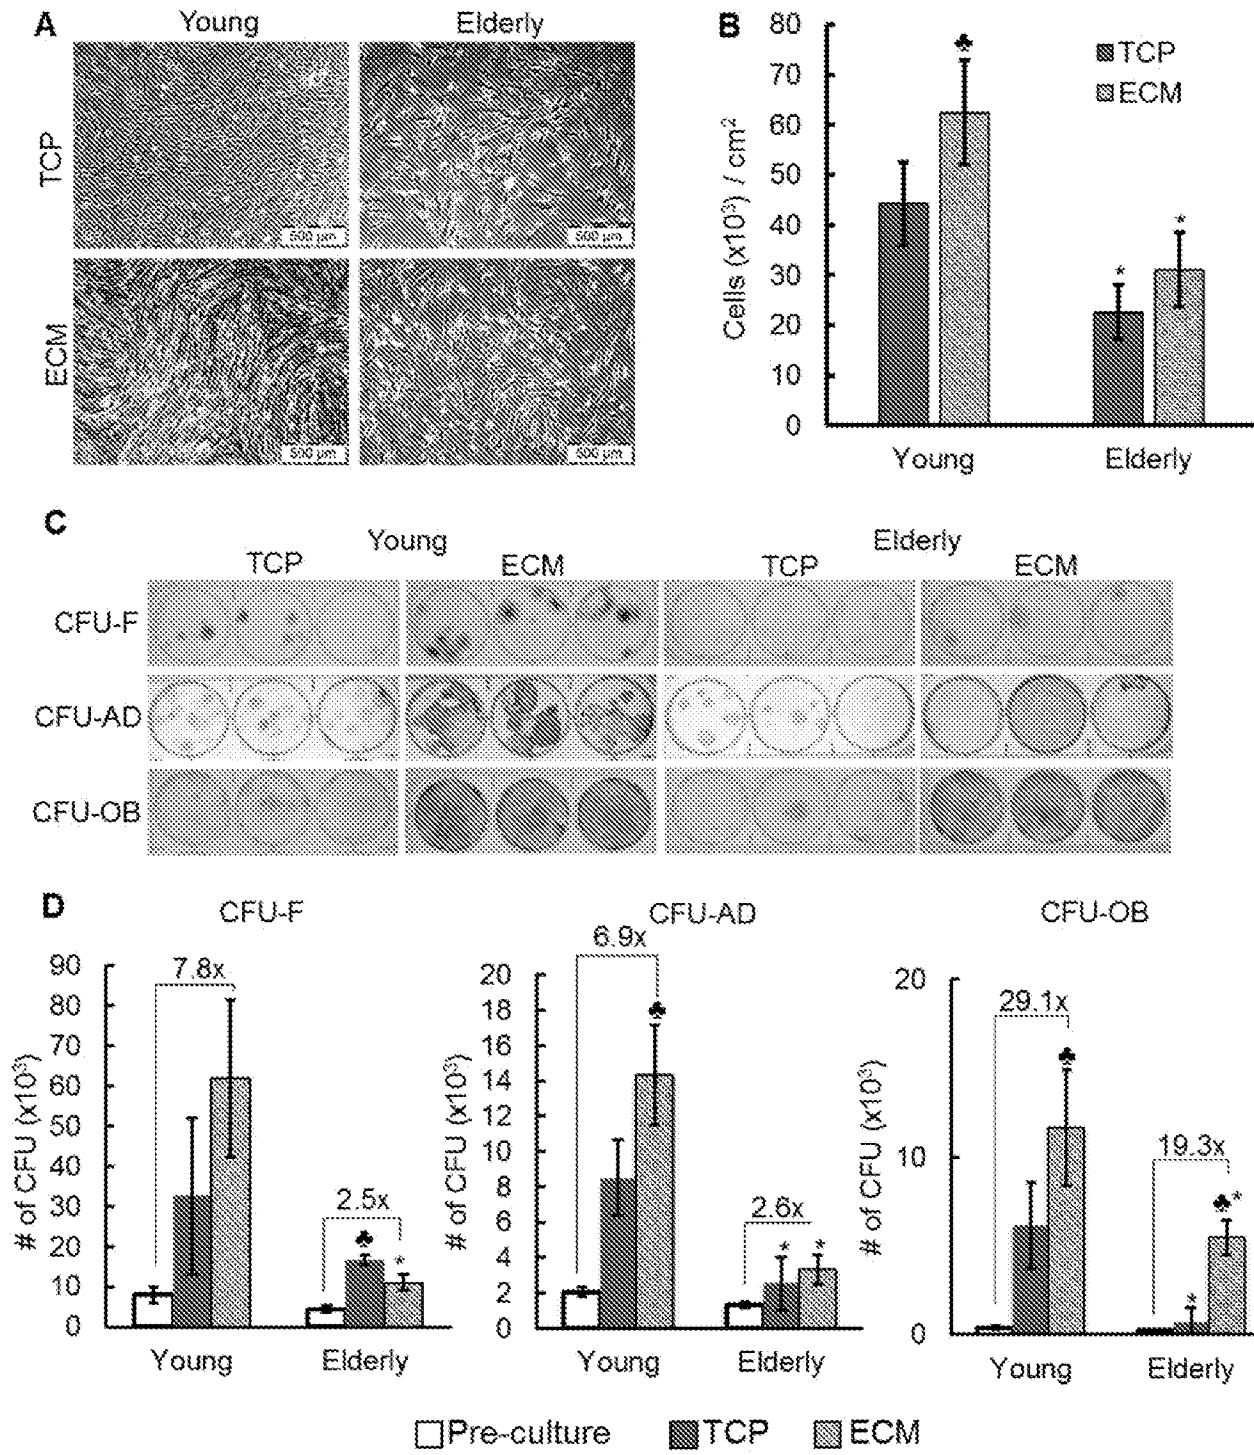 A
Young
Elderly
TCP
500 µm
500 µm
ECM
500 µm
500 µm
B
80
70
60
50
40
30
20
10
0
Cells (x10³) / cm²
♣
*
*
TCP
ECM
Young
Elderly
C
Young
Elderly
TCP
ECM
TCP
ECM
CFU-F
CFU-AD
CFU-OB
D
CFU-F
90
80
70
60
50
40
30
20
10
0
# of CFU (x10³)
7.8x
2.5x
♣
*
Young
Elderly
CFU-AD
20
18
16
14
12
10
8
6
4
2
0
# of CFU (x10³)
6.9x
♣
2.6x
*
*
Young
Elderly
CFU-OB
20
10
0
# of CFU (x10³)
29.1x
♣
19.3x
♣*
*
Young
Elderly
Pre-culture
TCP
ECM